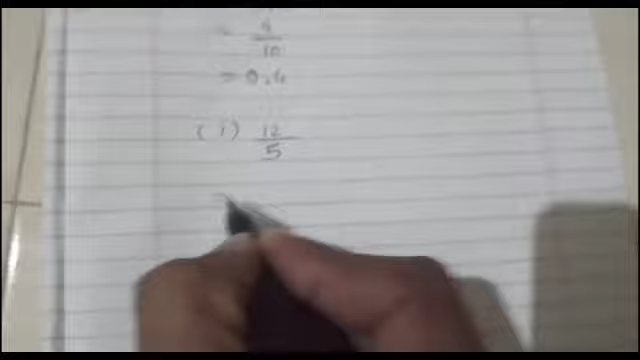 = 4/10
= 0.4
(i) 12/5